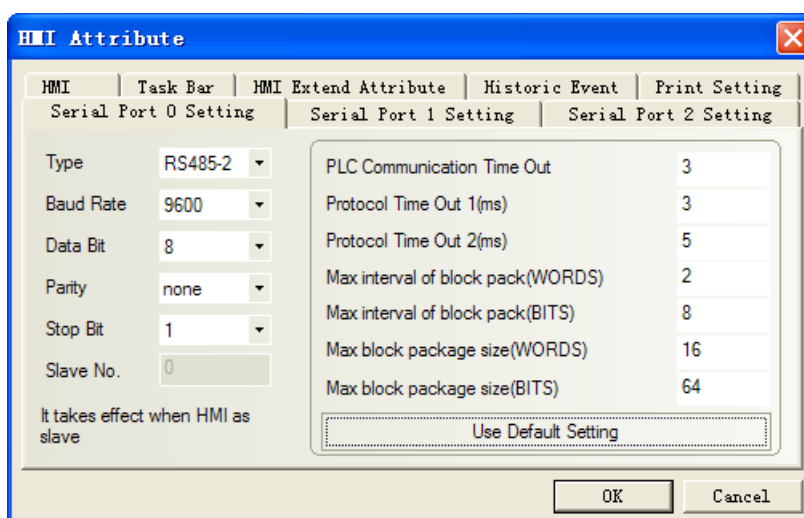 HMI Attribute
HMI Task Bar HMI Extend Attribute Historic Event Print Setting
Serial Port 0 Setting Serial Port 1 Setting Serial Port 2 Setting
Type RS485-2
Baud Rate 9600
Data Bit 8
Parity none
Stop Bit 1
Slave No. 0
It takes effect when HMI as
slave
PLC Communication Time Out 3
Protocol Time Out 1(ms) 3
Protocol Time Out 2(ms) 5
Max interval of block pack(WORDS) 2
Max interval of block pack(BITS) 8
Max block package size(WORDS) 16
Max block package size(BITS) 64
Use Default Setting
OK Cancel